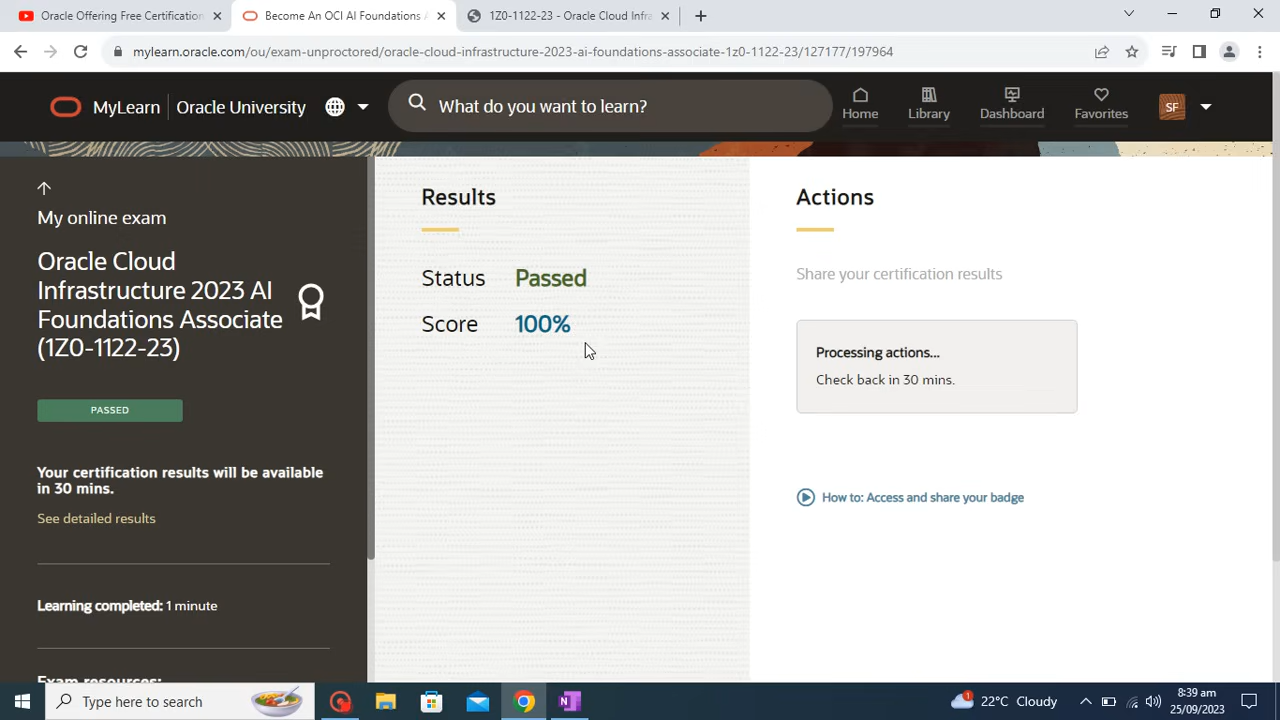 Oracle Offering Free Certification
Become An OCI AI Foundations A
1Z0-1122-23 - Oracle Cloud Infra
mylearn.oracle.com/ou/exam-unproctored/oracle-cloud-infrastructure-2023-ai-foundations-associate-1z0-1122-23/127177/197964
MyLearn
Oracle University
What do you want to learn?
Home
Library
Dashboard
Favorites
SF
My online exam
Oracle Cloud
Infrastructure 2023 AI
Foundations Associate
(1Z0-1122-23)
PASSED
Your certification results will be available
in 30 mins.
See detailed results
Learning completed: 1 minute
Exam resources:
Results
Status Passed
Score 100%
Actions
Share your certification results
Processing actions...
Check back in 30 mins.
How to: Access and share your badge
Type here to search
1
22°C Cloudy
8:39 am
25/09/2023